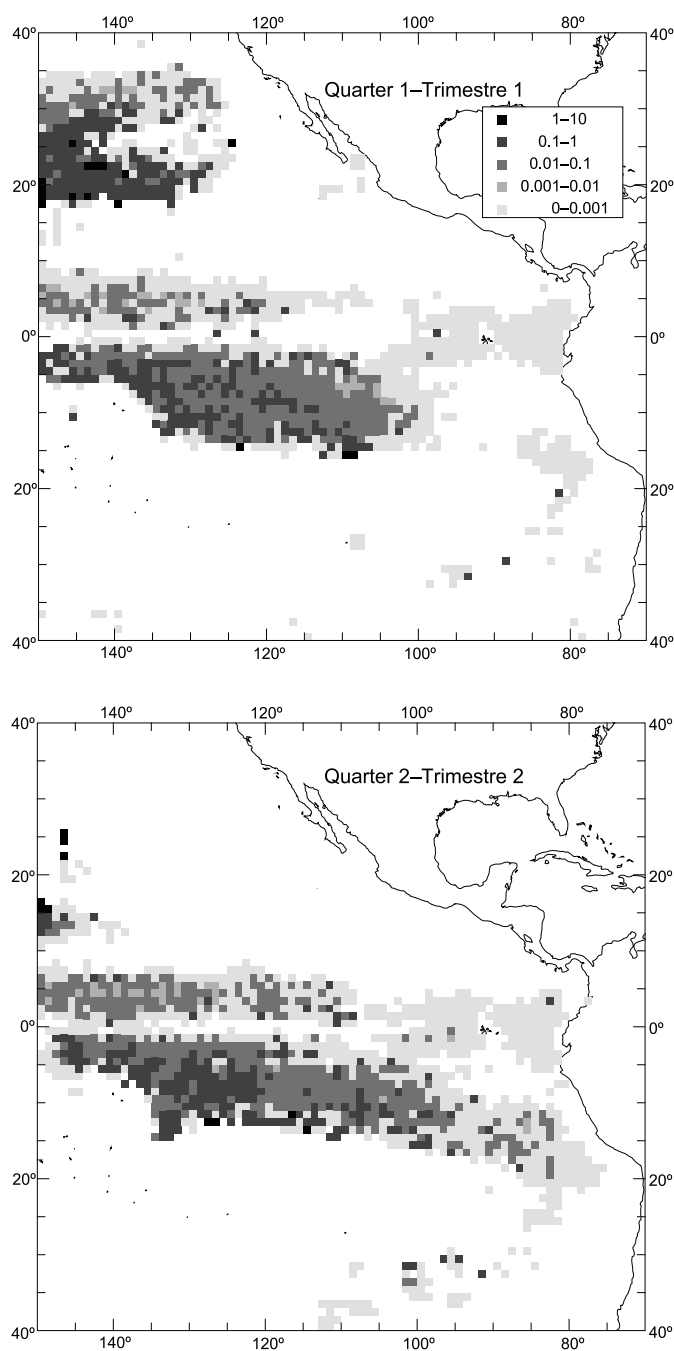 140º 120º 100º 80º
40º 40º
Quarter 1–Trimestre 1
1–10
0.1–1
0.01–0.1
0.001–0.01
0–0.001
20º 20º
0º 0º
20º 20º
40º 40º
140º 120º 100º 80º
140º 120º 100º 80º
40º 40º
Quarter 2–Trimestre 2
20º 20º
0º 0º
20º 20º
40º 40º
140º 120º 100º 80º